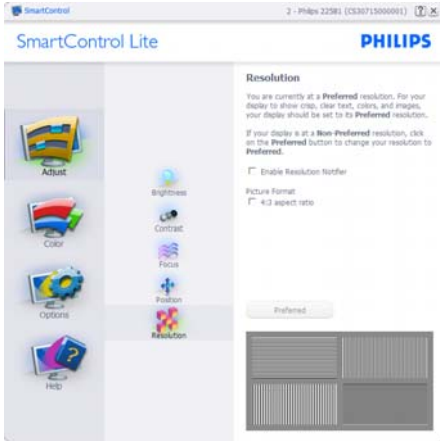 SmartControl
2 - Philips 225B1 (CS30715000001)
SmartControl Lite
PHILIPS
Adjust
Color
Options
Help
Brightness
Contrast
Focus
Position
Resolution
Resolution
You are currently at a Preferred resolution. For your
display to show crisp, clear text, colors, and images,
your display should be set to its Preferred resolution.
If your display is at a Non-Preferred resolution, click
on the Preferred button to change your resolution to
Preferred.
Enable Resolution Notifier
Picture Format
4:3 aspect ratio
Preferred